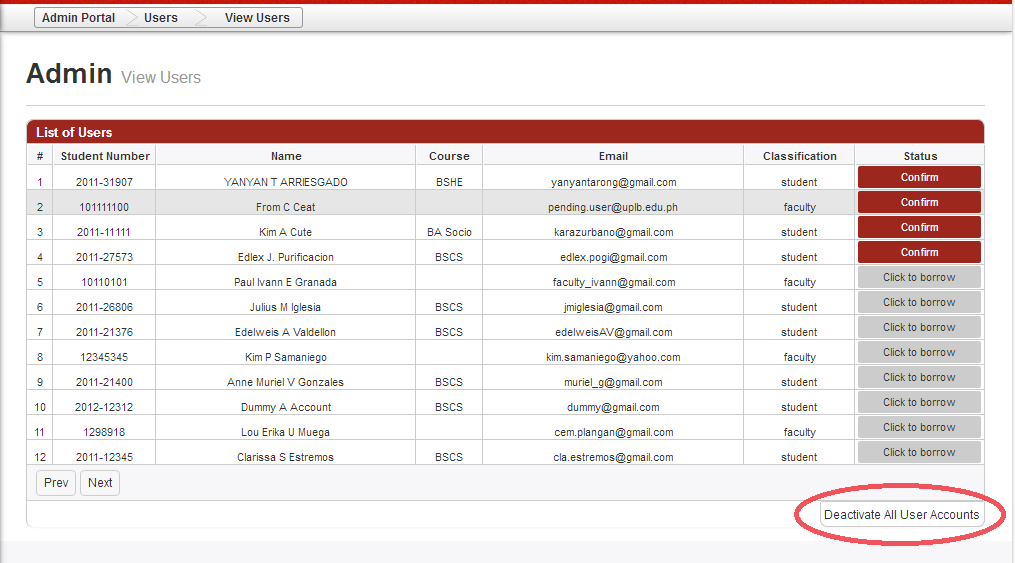 Admin Portal Users View Users
Admin View Users
List of Users
# Student Number Name Course Email Classification Status
1 2011-31907 YANYAN T ARRIESGADO BSHE yanyantarong@gmail.com student Confirm
2 101111100 From C Ceat pending.user@uplb.edu.ph faculty Confirm
3 2011-11111 Kim A Cute BA Socio karazurbano@gmail.com student Confirm
4 2011-27573 Edlex J. Purificacion BSCS edlex.pogi@gmail.com student Confirm
5 10110101 Paul Ivann E Granada faculty_ivann@gmail.com faculty Click to borrow
6 2011-26806 Julius M Iglesia BSCS jmiglesia@gmail.com student Click to borrow
7 2011-21376 Edelweis A Valdellon BSCS edelweisAV@gmail.com student Click to borrow
8 12345345 Kim P Samaniego kim.samaniego@yahoo.com faculty Click to borrow
9 2011-21400 Anne Muriel V Gonzales BSCS muriel_g@gmail.com student Click to borrow
10 2012-12312 Dummy A Account BSCS dummy@gmail.com student Click to borrow
11 1298918 Lou Erika U Muega cem.plangan@gmail.com faculty Click to borrow
12 2011-12345 Clarissa S Estremos BSCS cla.estremos@gmail.com student Click to borrow
Prev Next
Deactivate All User Accounts